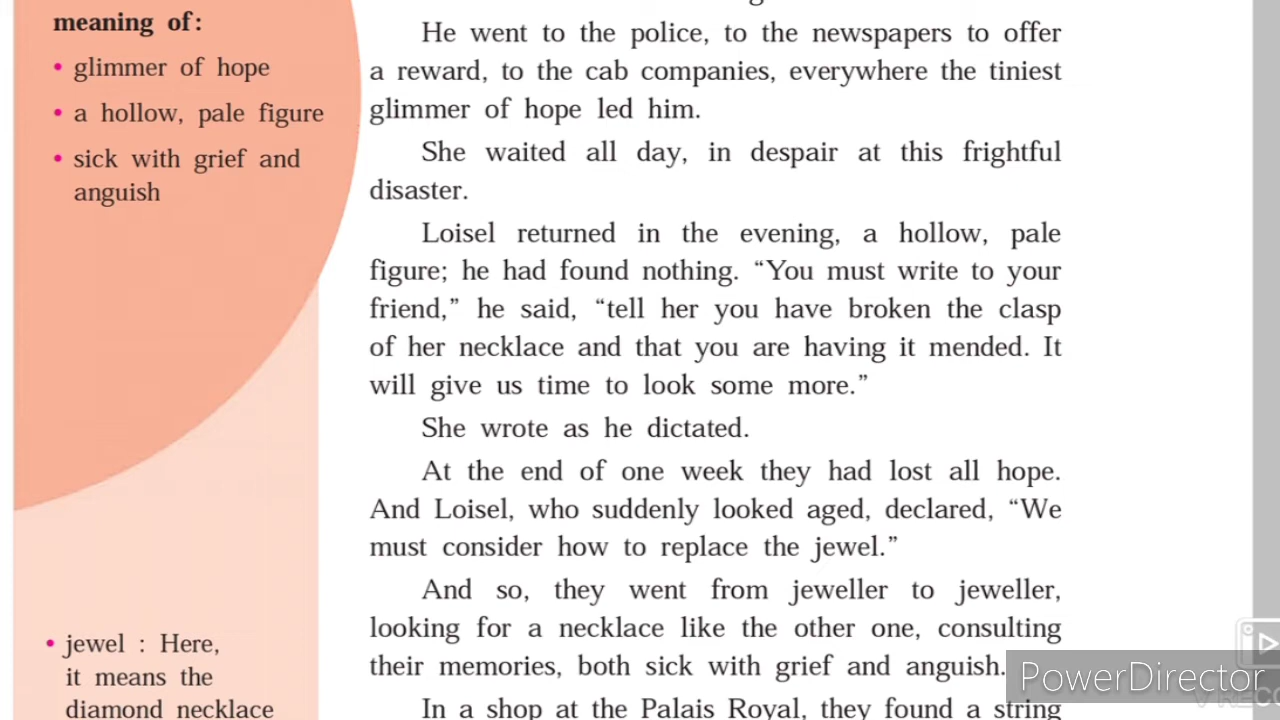 meaning of:
• glimmer of hope
• a hollow, pale figure
• sick with grief and
anguish
• jewel : Here,
it means the
diamond necklace
He went to the police, to the newspapers to offer
a reward, to the cab companies, everywhere the tiniest
glimmer of hope led him.
She waited all day, in despair at this frightful
disaster.
Loisel returned in the evening, a hollow, pale
figure; he had found nothing. “You must write to your
friend,” he said, “tell her you have broken the clasp
of her necklace and that you are having it mended. It
will give us time to look some more.”
She wrote as he dictated.
At the end of one week they had lost all hope.
And Loisel, who suddenly looked aged, declared, “We
must consider how to replace the jewel.”
And so, they went from jeweller to jeweller,
looking for a necklace like the other one, consulting
their memories, both sick with grief and anguish.
In a shop at the Palais Royal, they found a string
PowerDirector